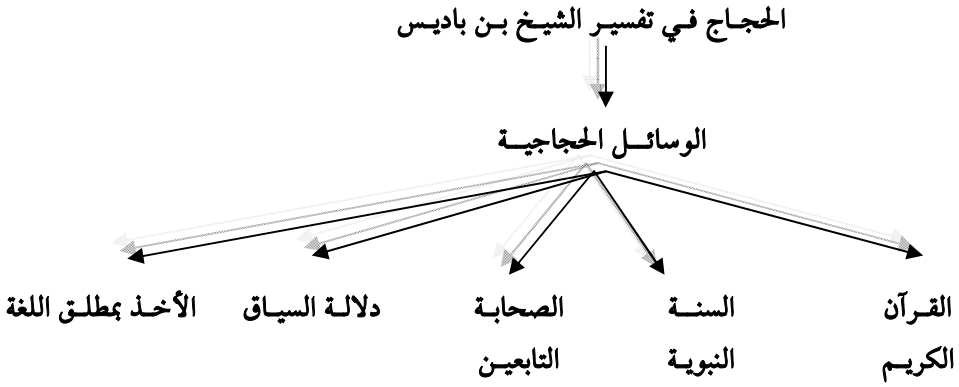 الحجاج في تفسير الشيخ بن باديس
الوسائل الحجاجية
القرآن الكريم
السنة النبوية
الصحابة التابعين
دلالة السياق
الأخذ بمطلق اللغة